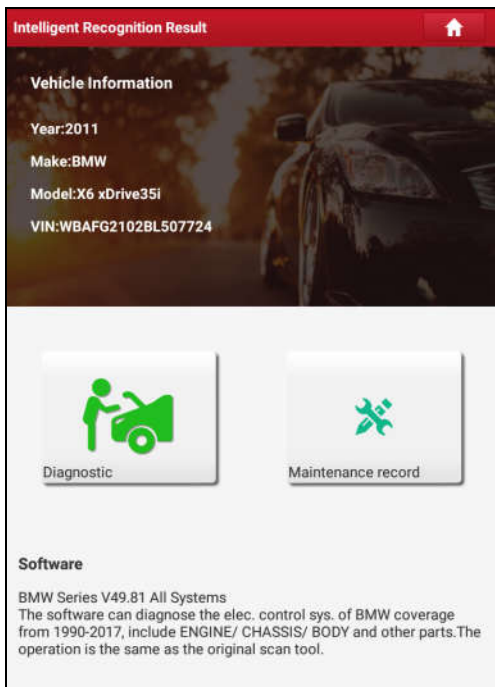 Intelligent Recognition Result
Vehicle Information
Year:2011
Make:BMW
Model:X6 xDrive35i
VIN:WBAFG2102BL507724
Diagnostic
Maintenance record
Software
BMW Series V49.81 All Systems
The software can diagnose the elec. control sys. of BMW coverage
from 1990-2017, include ENGINE/ CHASSIS/ BODY and other parts.The
operation is the same as the original scan tool.